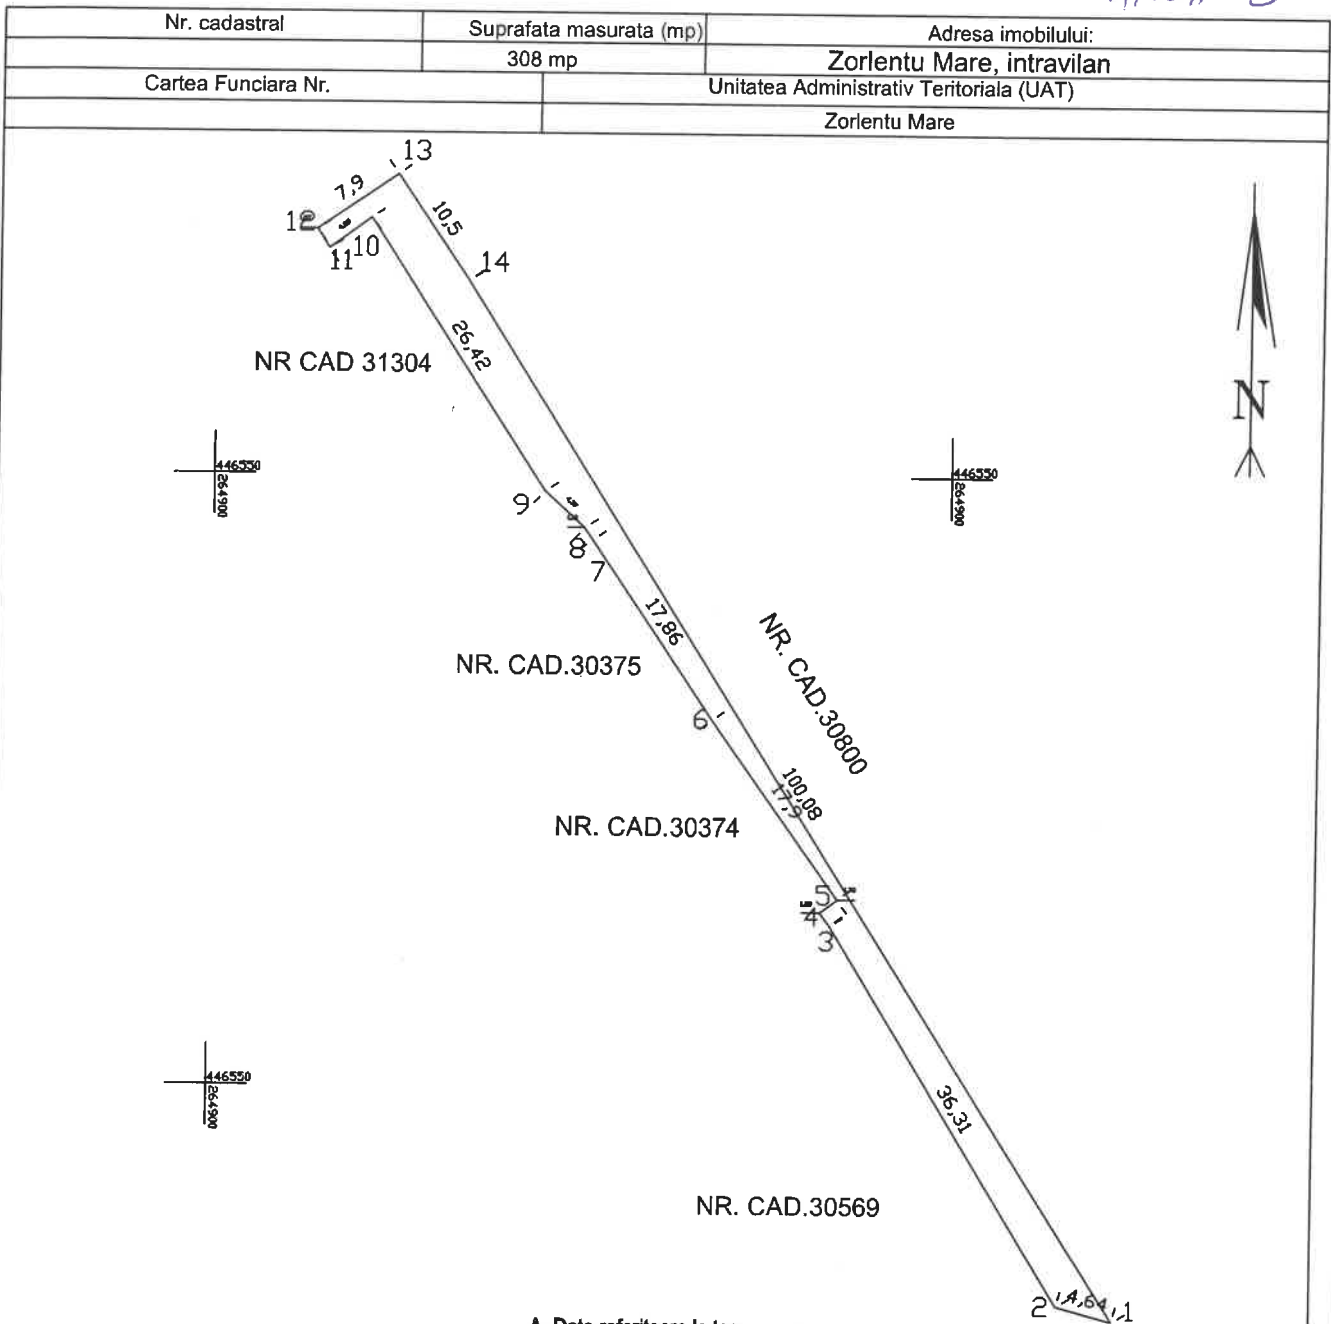 Nr. cadastral
Suprafata masurata (mp)
Adresa imobilului:
308 mp
Zorlentu Mare, intravilan
Cartea Funciara Nr.
Unitatea Administrativ Teritoriala (UAT)
Zorlentu Mare
13
7,9
12
10,5
11
10
14
26,42
NR CAD 31304
N
446550
264900
446550
264900
9
8
7
17,86
NR. CAD.30375
NR. CAD.30800
6
100,08
17,9
NR. CAD.30374
5
4
3
446550
264900
36,31
NR. CAD.30569
2
4,64
1